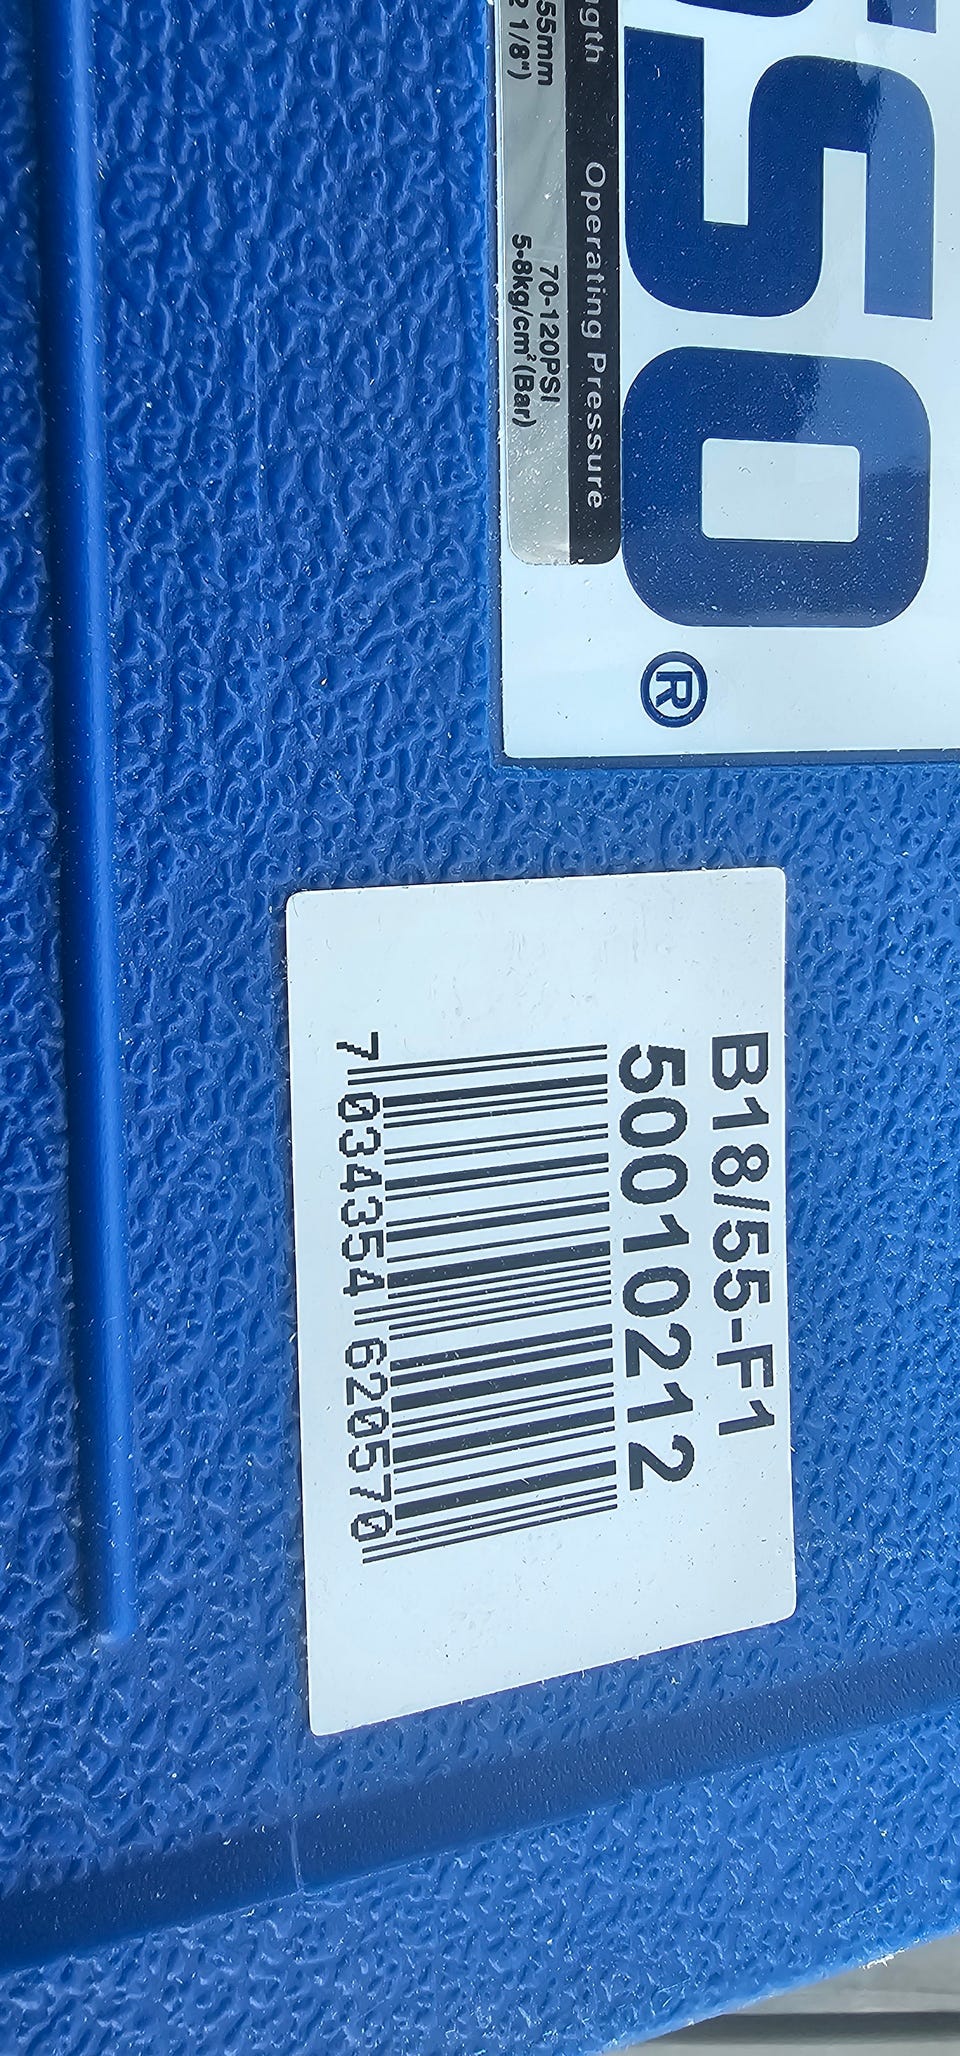 50®
ngth Operating Pressure
55mm 70-120PSI
2 1/8") 5-8kg/cm² (Bar)
B18/55-F1
50010212
7 034354 620570